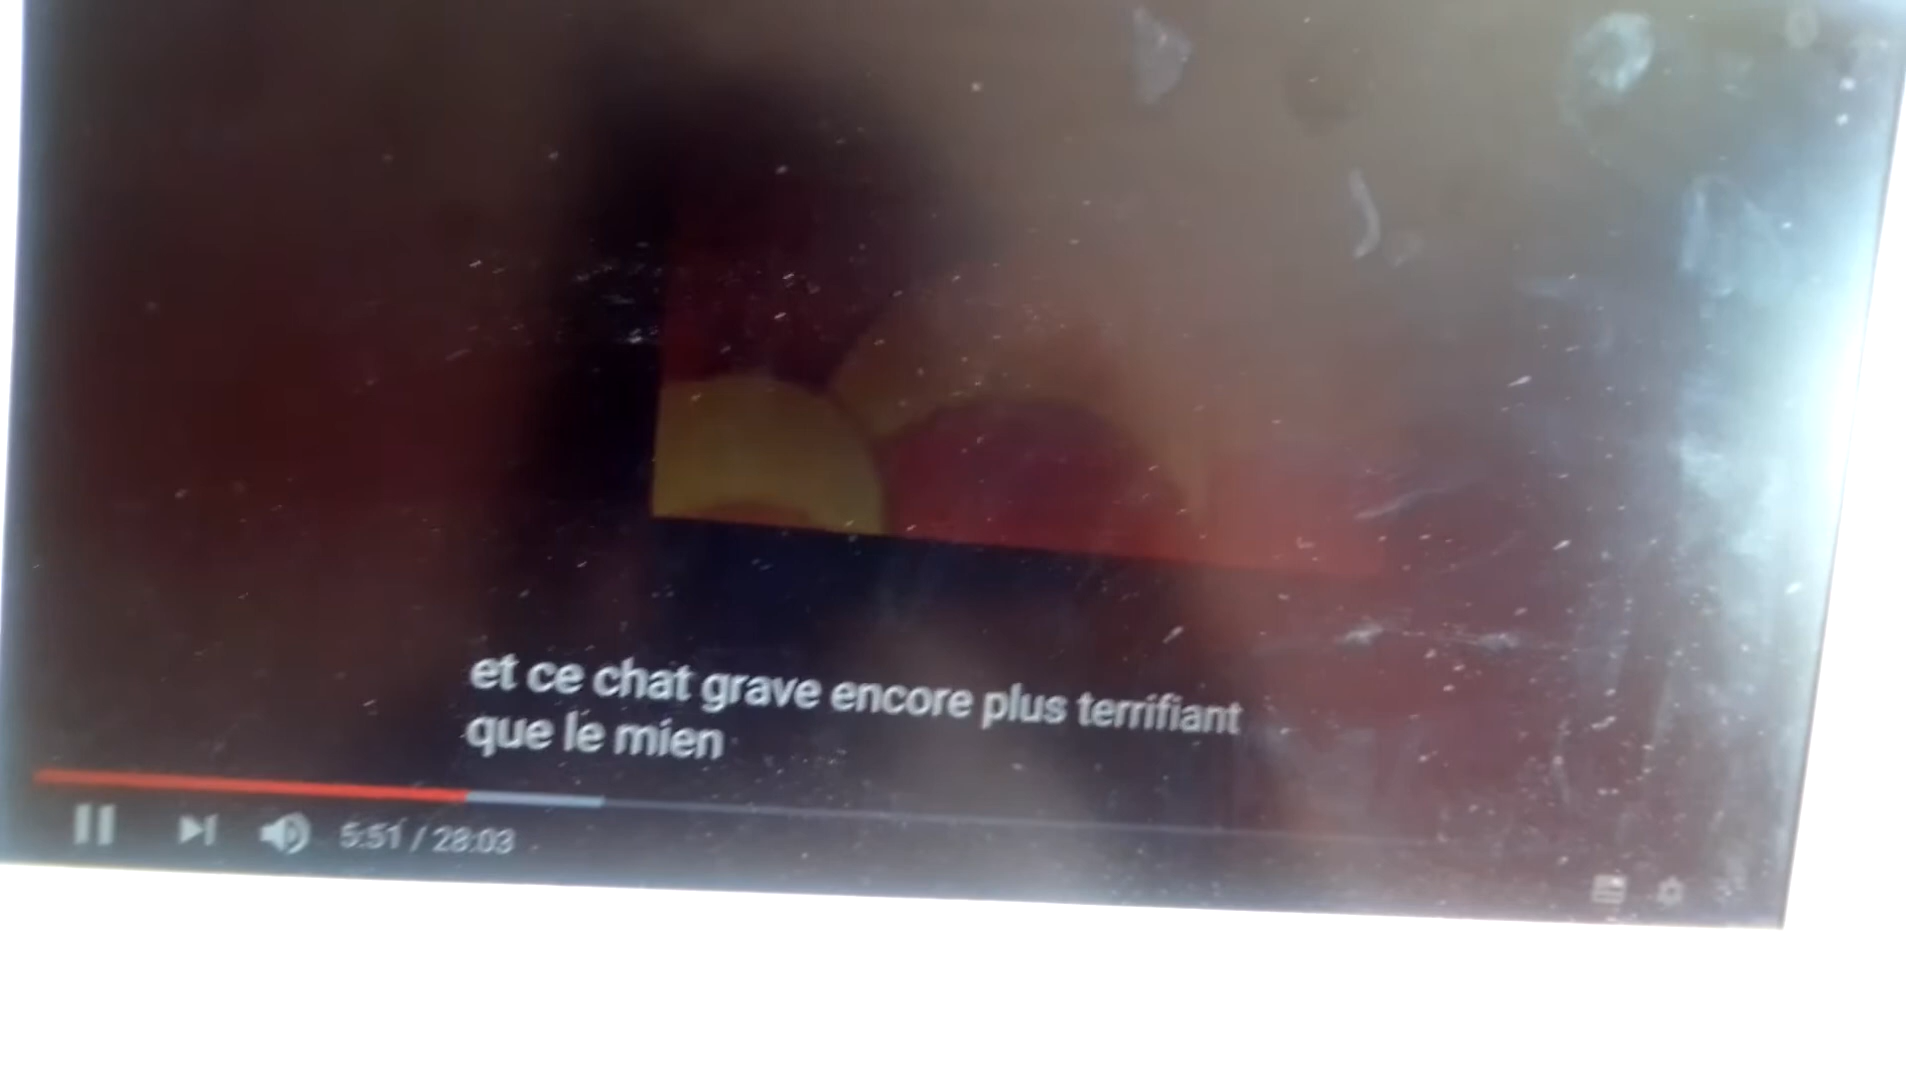 et ce chat grave encore plus terrifiant
que le mien
5:51 / 28:03